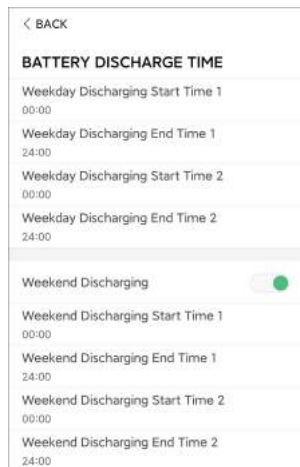 < BACK
BATTERY DISCHARGE TIME
Weekday Discharging Start Time 1
00:00
Weekday Discharging End Time 1
24:00
Weekday Discharging Start Time 2
00:00
Weekday Discharging End Time 2
24:00
Weekend Discharging
Weekend Discharging Start Time 1
00:00
Weekend Discharging End Time 1
24:00
Weekend Discharging Start Time 2
00:00
Weekend Discharging End Time 2
24:00